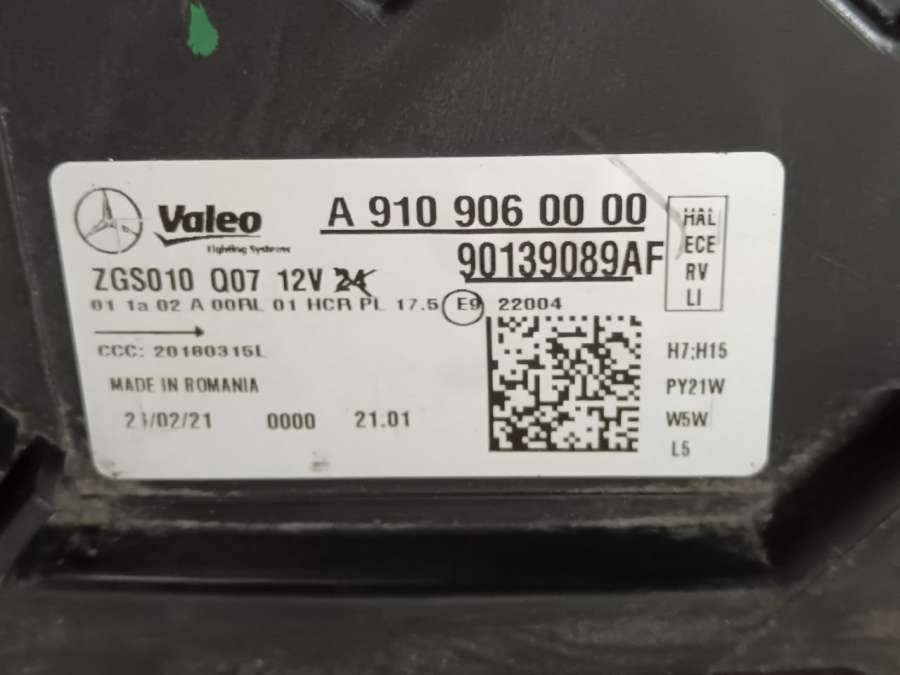 Valeo
Lighting Systems
A 910 906 00 00
90139089AF
ZGS010 Q07 12V 24
01 1a 02 A 00RL 01 HCR PL 17.5 E9 22004
HAL
ECE
RV
LI
CCC: 20180315L
MADE IN ROMANIA
/02/21 0000 21.01
H7;H15
PY21W
W5W
L5